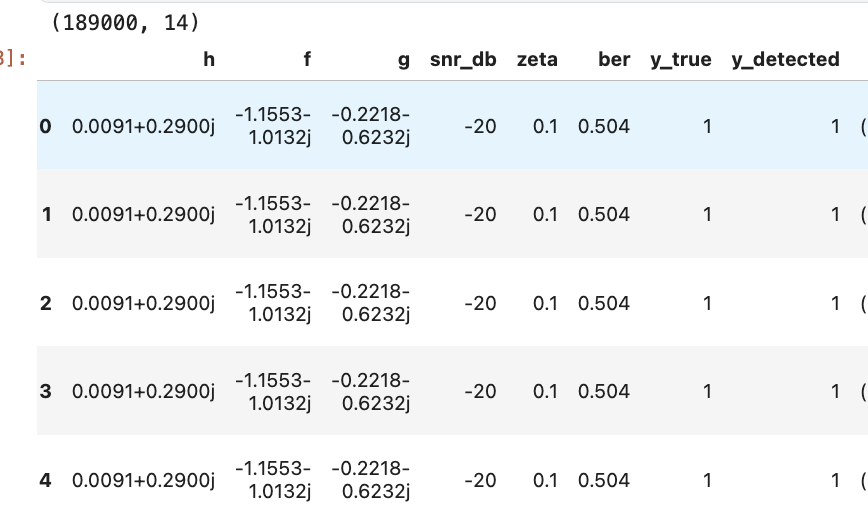 (189000, 14)
3]:
h f g snr_db zeta ber y_true y_detected
0 0.0091+0.2900j -1.1553- -0.2218- -20 0.1 0.504 1 1 (
1.0132j 0.6232j
1 0.0091+0.2900j -1.1553- -0.2218- -20 0.1 0.504 1 1 (
1.0132j 0.6232j
2 0.0091+0.2900j -1.1553- -0.2218- -20 0.1 0.504 1 1 (
1.0132j 0.6232j
3 0.0091+0.2900j -1.1553- -0.2218- -20 0.1 0.504 1 1 (
1.0132j 0.6232j
4 0.0091+0.2900j -1.1553- -0.2218- -20 0.1 0.504 1 1 (
1.0132j 0.6232j